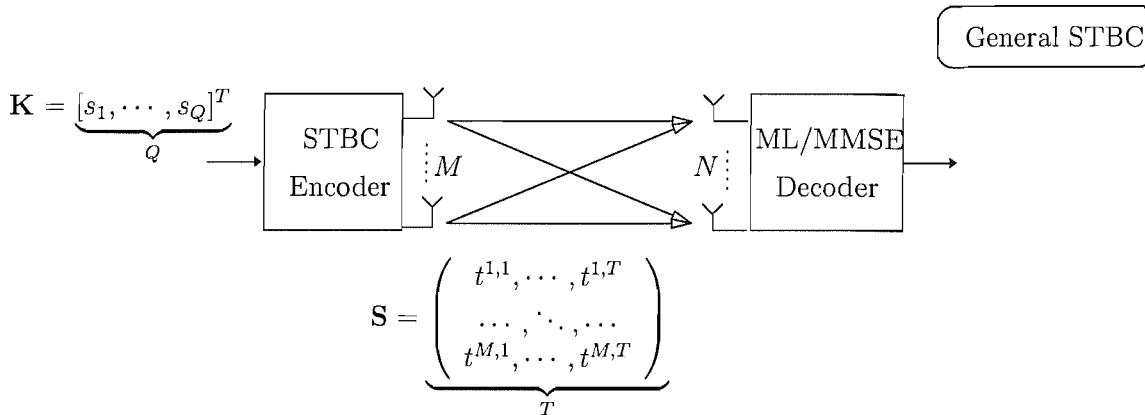 General STBC
K = [s_1, ⋯ , s_Q]^T
Q
STBC
Encoder
M
N
ML/MMSE
Decoder
S = ( t^{1,1}, ⋯ , t^{1,T}
… , ⋱ , …
t^{M,1}, ⋯ , t^{M,T} )
T